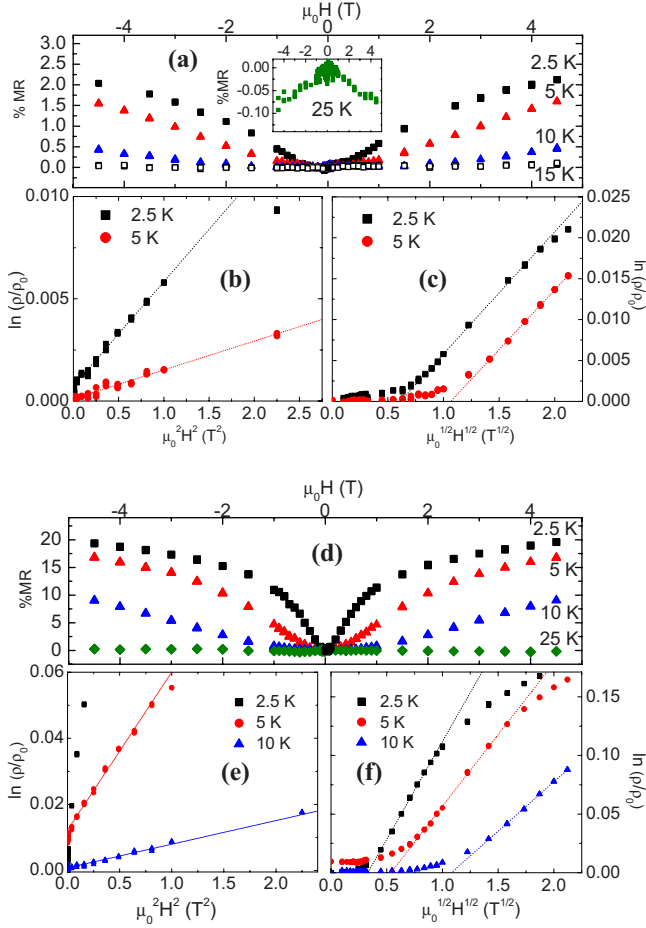 μ₀H (T)
-4 -2 0 2 4
(a)
% MR
3.0
2.5
2.0
1.5
1.0
0.5
0.0
-4 -2 0 2 4
%MR
0.00
-0.05
-0.10
25 K
2.5 K
5 K
10 K
15 K
0.010
0.005
0.000
ln (ρ/ρ₀)
2.5 K
5 K
(b)
0.0 0.5 1.0 1.5 2.0 2.5
μ₀²H² (T²)
2.5 K
5 K
(c)
0.025
0.020
0.015
0.010
0.005
0.000
ln (ρ/ρ₀)
0.0 0.5 1.0 1.5 2.0
μ₀^1/2H^1/2 (T^1/2)
μ₀H (T)
-4 -2 0 2 4
(d)
%MR
20
15
10
5
0
2.5 K
5 K
10 K
25 K
0.06
0.04
0.02
0.00
ln (ρ/ρ₀)
2.5 K
5 K
10 K
(e)
0.0 0.5 1.0 1.5 2.0
μ₀²H² (T²)
2.5 K
5 K
10 K
(f)
0.15
0.10
0.05
0.00
ln (ρ/ρ₀)
0.0 0.5 1.0 1.5 2.0
μ₀^1/2H^1/2 (T^1/2)